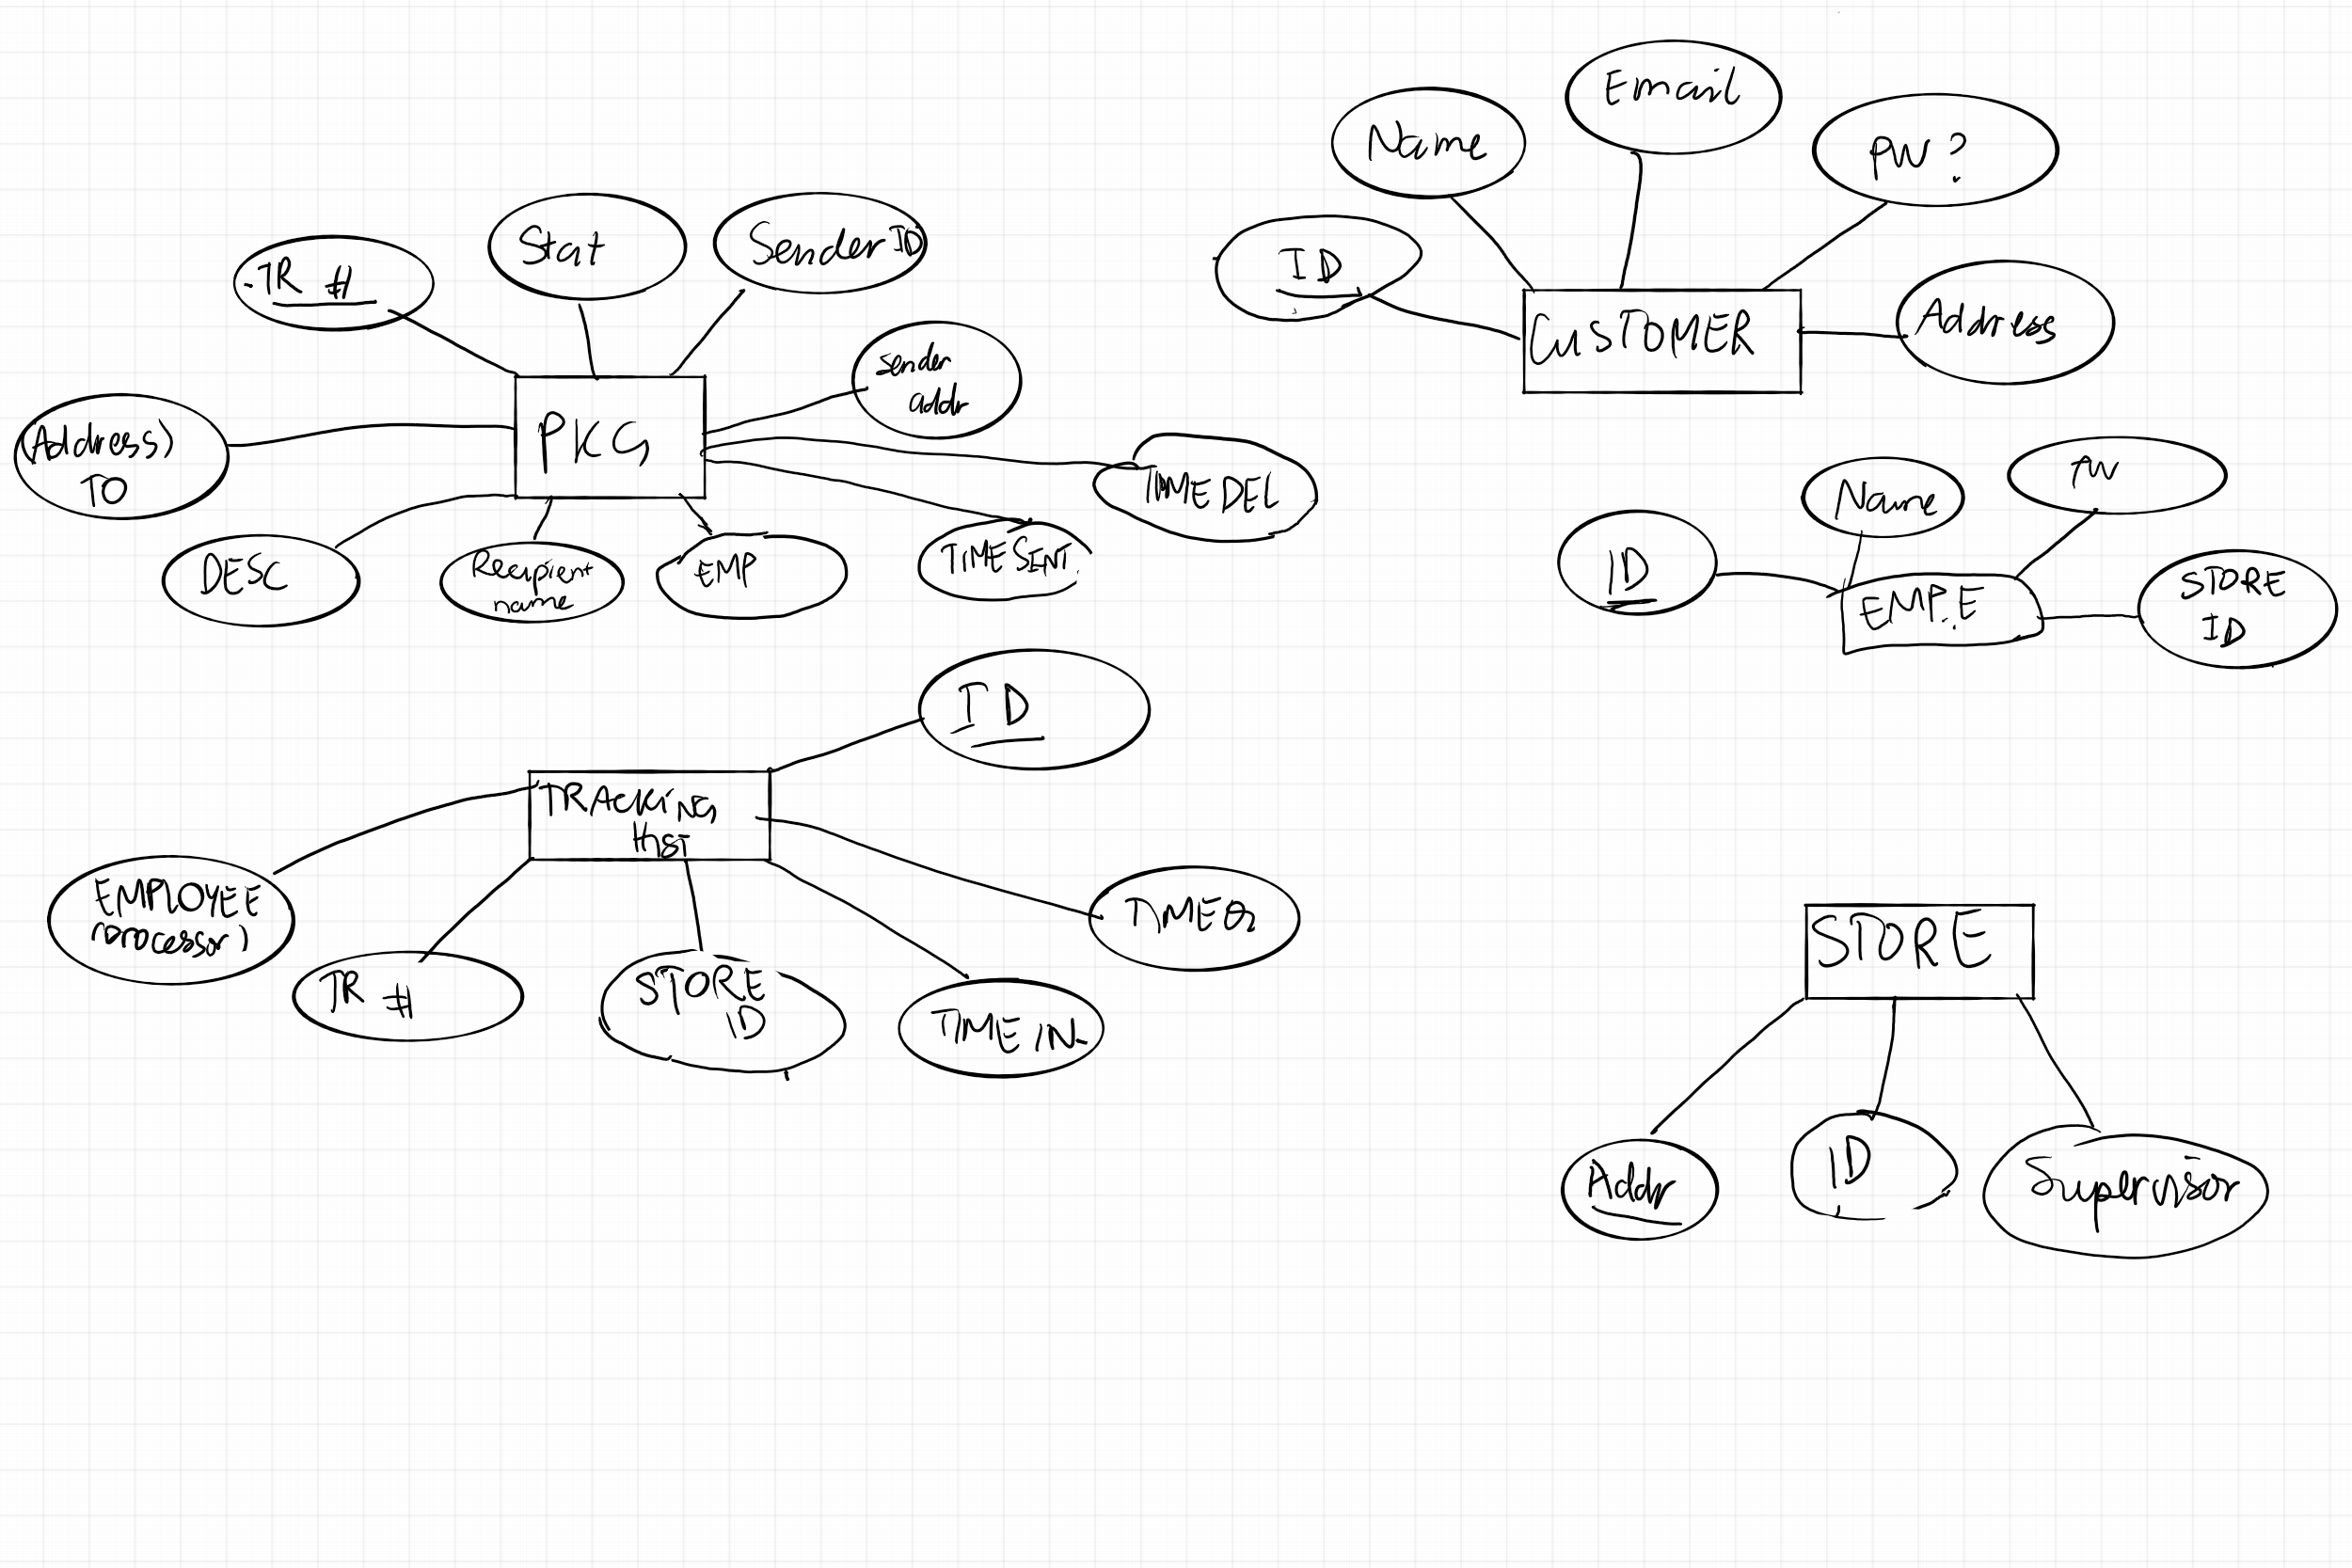 Email
Name
PW?
TR #
Stat
Sender ID
ID
CUSTOMER
Address
sender
addr
PKG
(Address)
TO
TIME DEL
DESC
Recipient
name
EMP
TIME SENT
Name
PW
ID
EMP.E
STORE
ID
ID
TRACKING
HIST
EMPLOYEE
(processor)
TR #
STORE
ID
TIME IN
STORE
Addr
ID
Supervisor